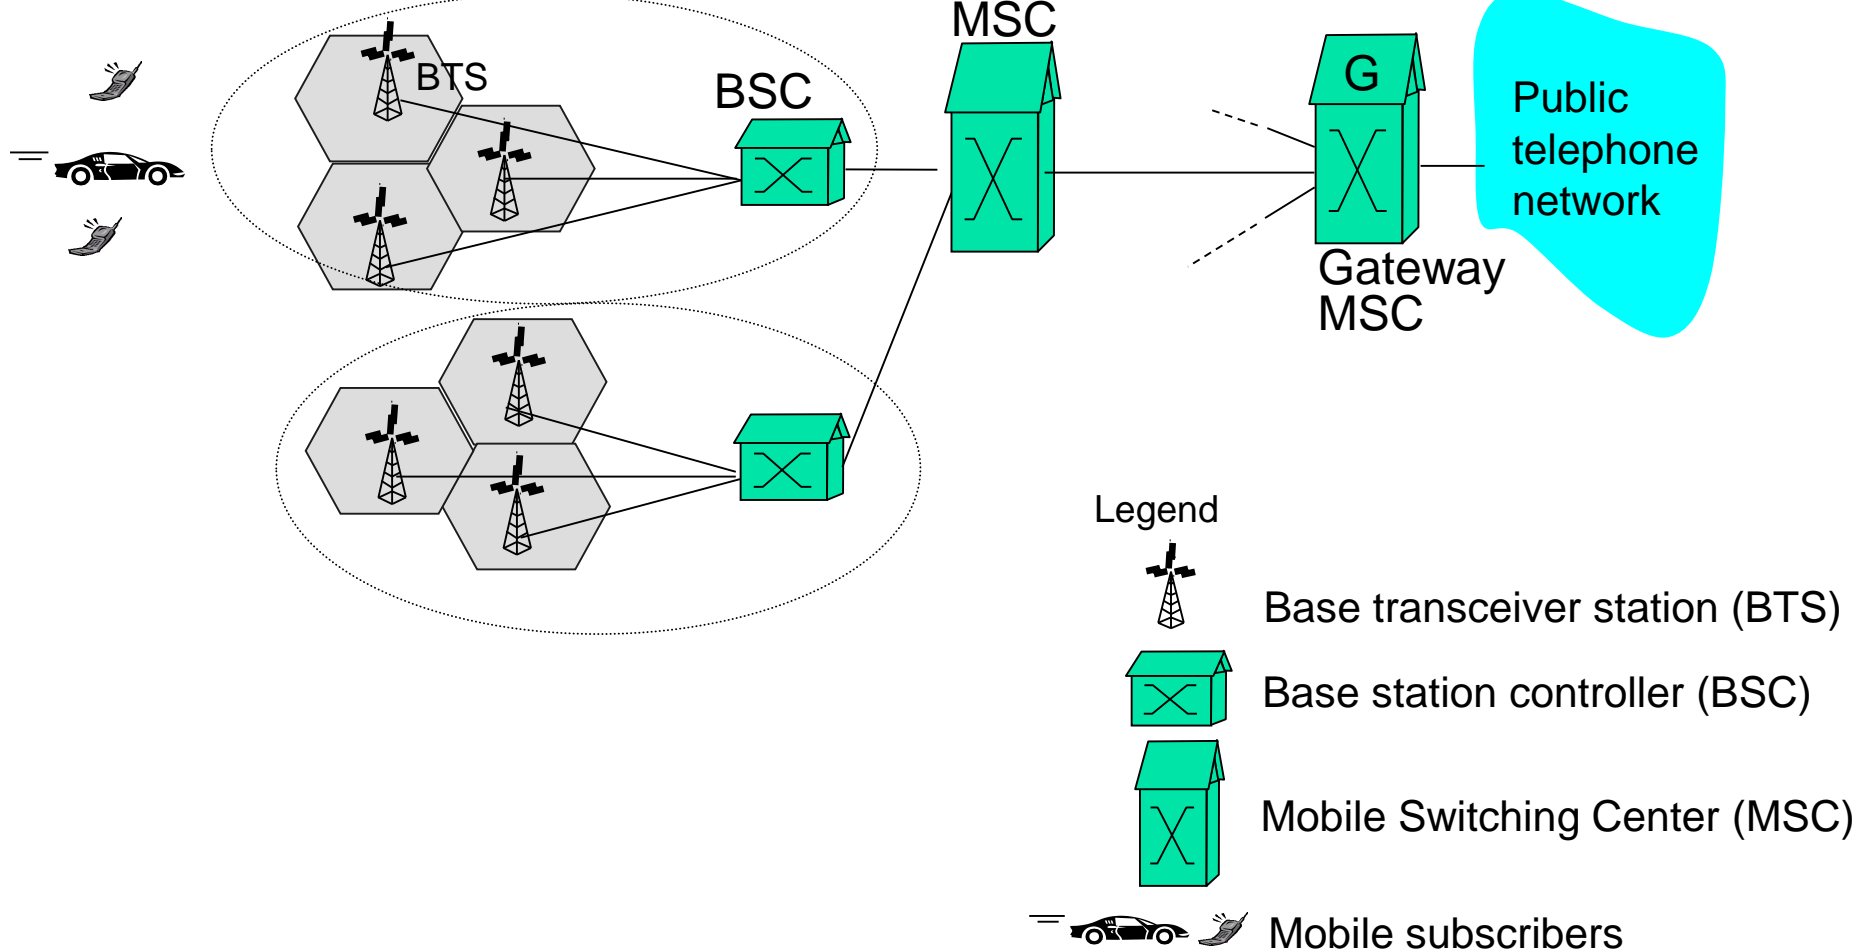 MSC
BTS
BSC
G
Public
telephone
network
Gateway
MSC
Legend
Base transceiver station (BTS)
Base station controller (BSC)
Mobile Switching Center (MSC)
Mobile subscribers